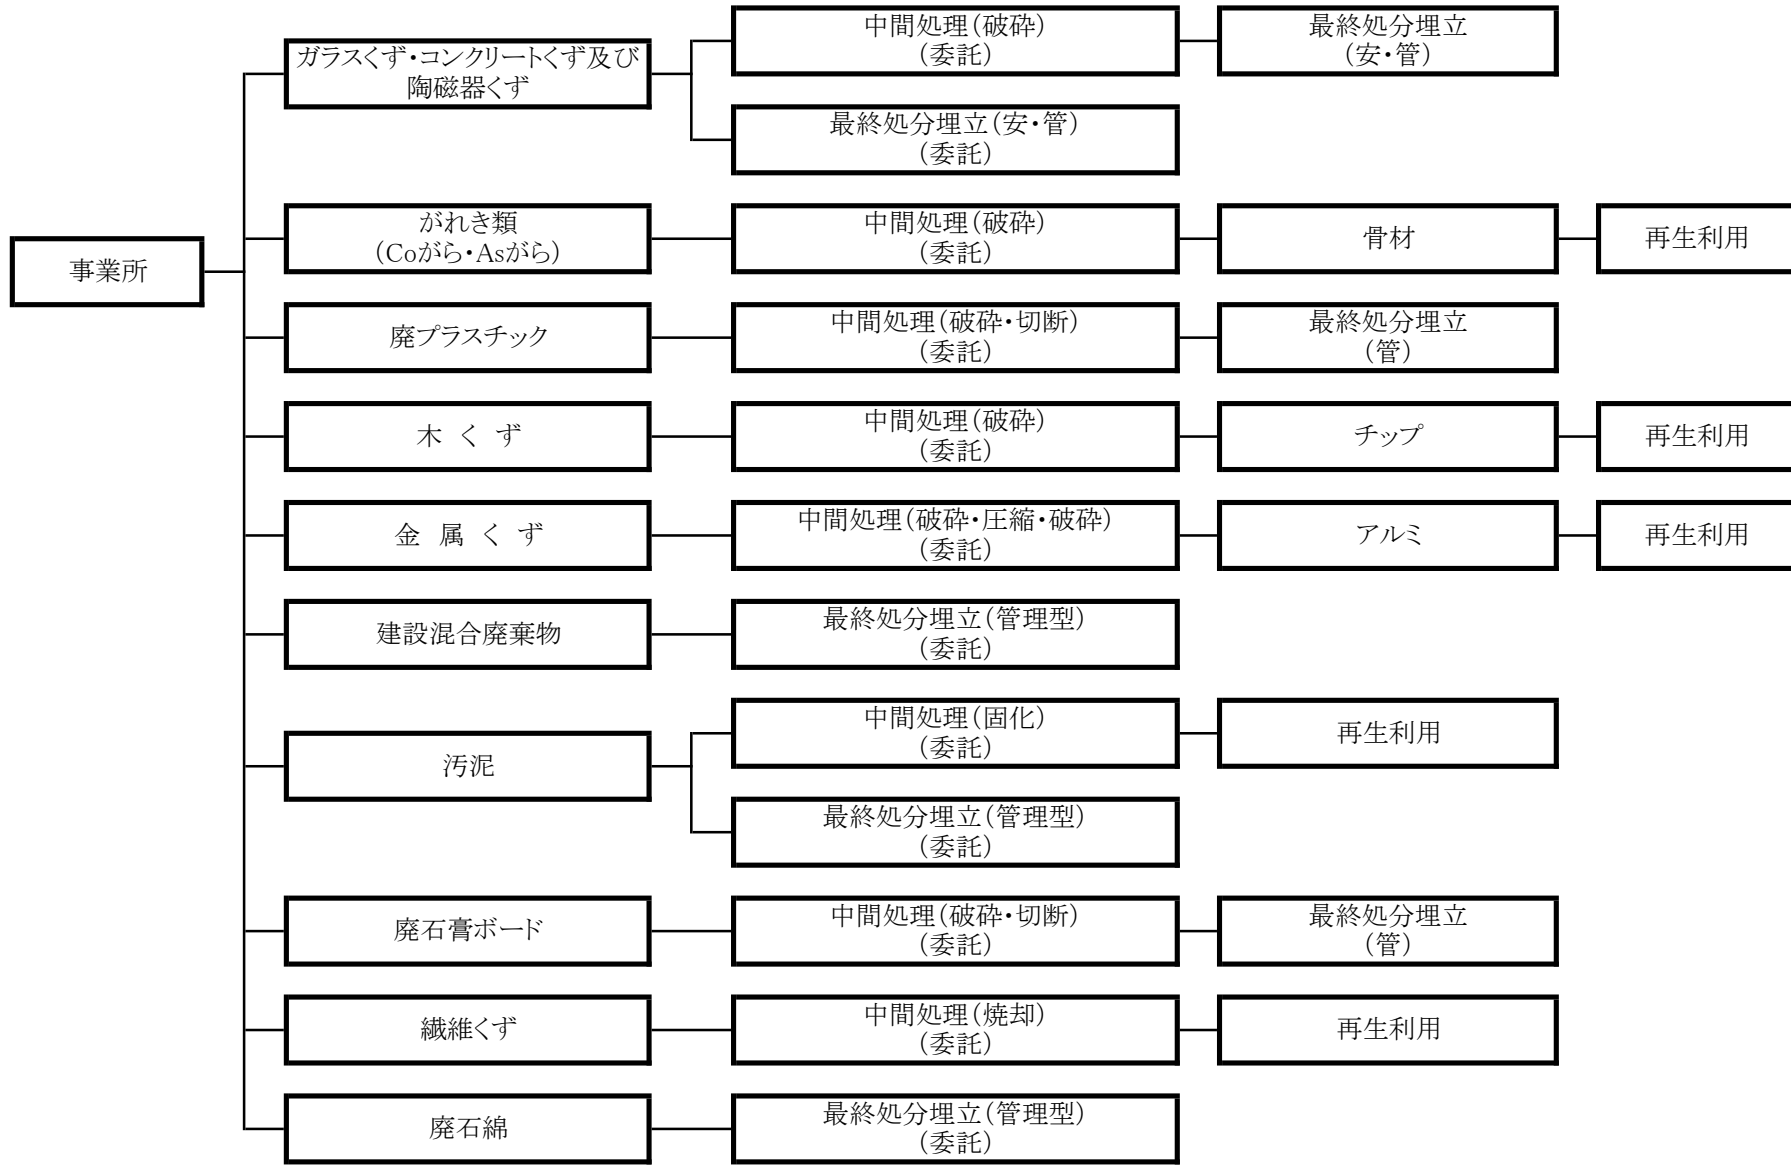 事業所
ガラスくず・コンクリートくず及び
陶磁器くず
中間処理（破砕）
（委託）
最終処分埋立
（安・管）
最終処分埋立（安・管）
（委託）
がれき類
（Coがら・Asがら）
中間処理（破砕）
（委託）
骨材
再生利用
廃プラスチック
中間処理（破砕・切断）
（委託）
最終処分埋立
（管）
木 く ず
中間処理（破砕）
（委託）
チップ
再生利用
金 属 く ず
中間処理（破砕・圧縮・破砕）
（委託）
アルミ
再生利用
建設混合廃棄物
最終処分埋立（管理型）
（委託）
汚泥
中間処理（固化）
（委託）
再生利用
最終処分埋立（管理型）
（委託）
廃石膏ボード
中間処理（破砕・切断）
（委託）
最終処分埋立
（管）
繊維くず
中間処理（焼却）
（委託）
再生利用
廃石綿
最終処分埋立（管理型）
（委託）